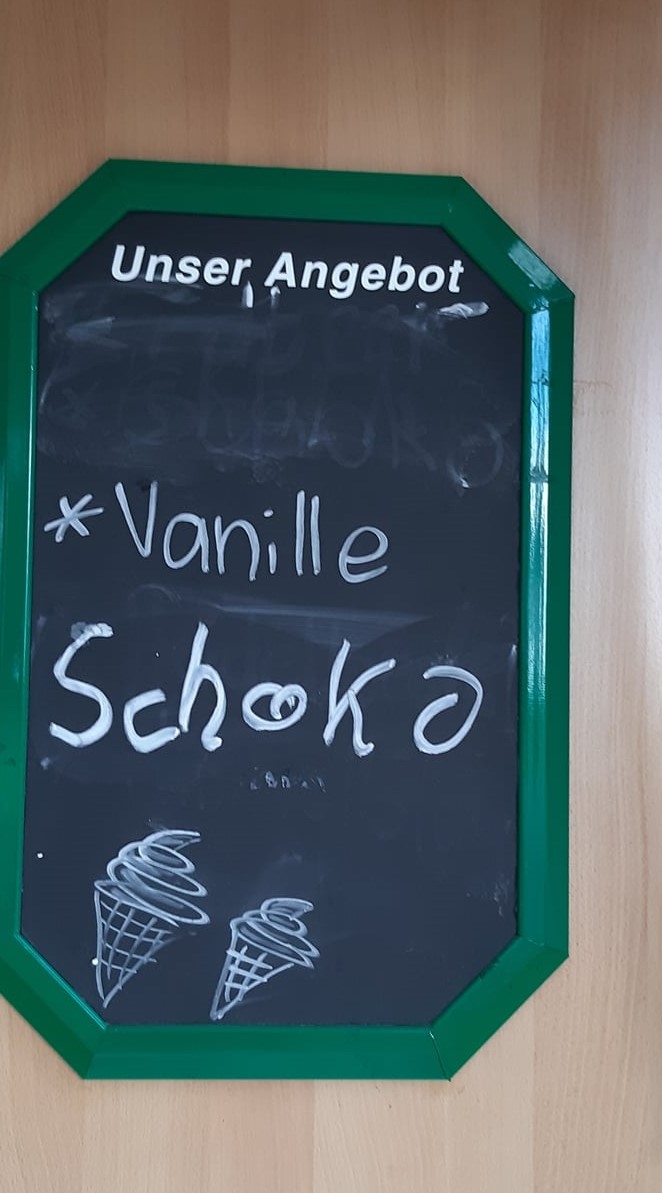 Unser Angebot
* Vanille
Schoko